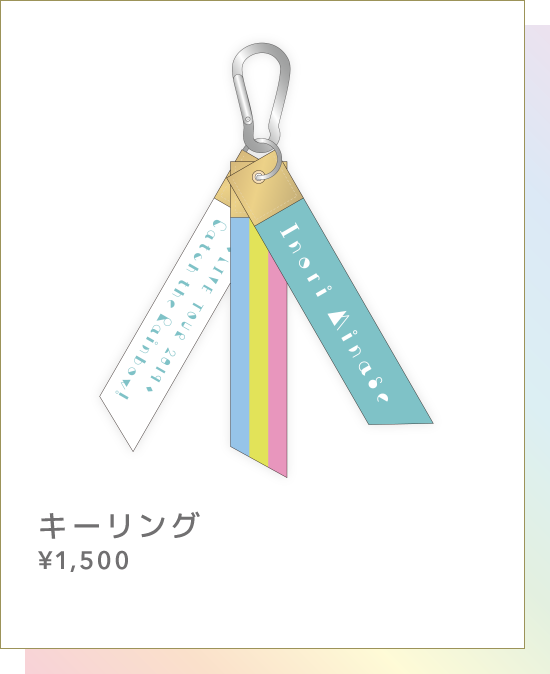 LIVE TOUR 2019
Catch the Rainbow!
Inori Minase
キーリング
¥1,500